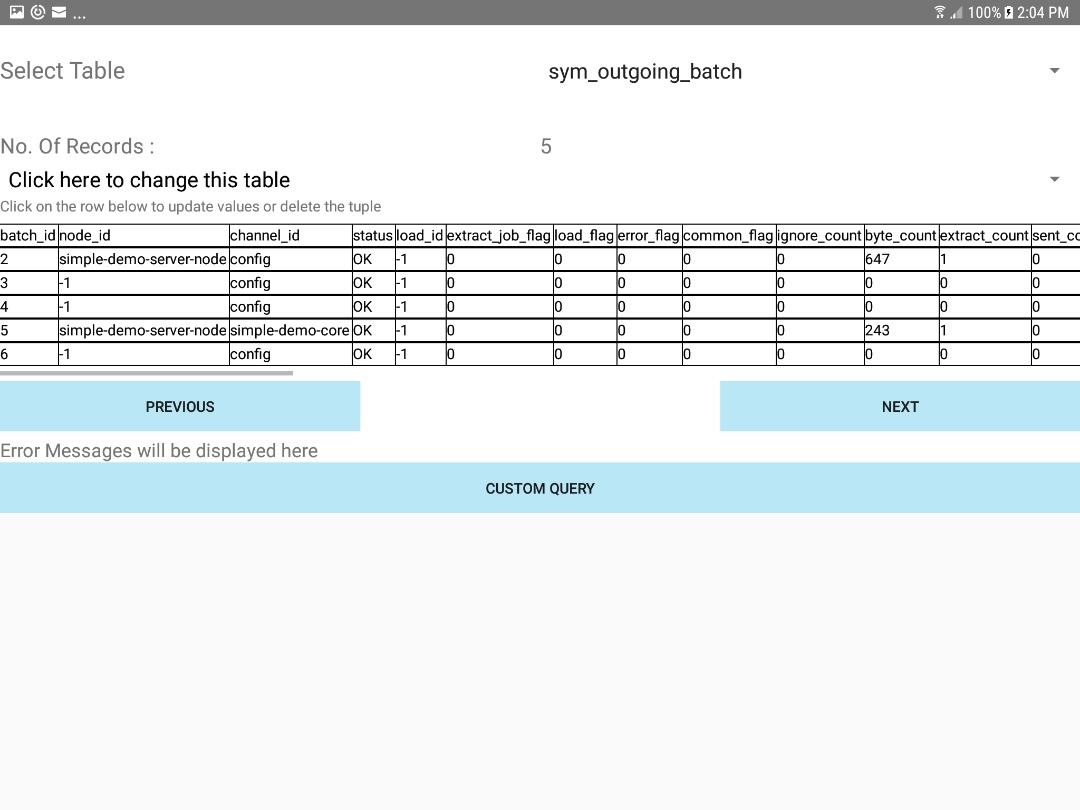 ... 100% 2:04 PM
Select Table sym_outgoing_batch
No. Of Records : 5
Click here to change this table
Click on the row below to update values or delete the tuple
batch_id node_id channel_id status load_id extract_job_flag load_flag error_flag common_flag ignore_count byte_count extract_count sent_co
2 simple-demo-server-node config OK -1 0 0 0 0 0 647 1 0
3 -1 config OK -1 0 0 0 0 0 0 0 0
4 -1 config OK -1 0 0 0 0 0 0 0 0
5 simple-demo-server-node simple-demo-core OK -1 0 0 0 0 0 243 1 0
6 -1 config OK -1 0 0 0 0 0 0 0 0
PREVIOUS NEXT
Error Messages will be displayed here
CUSTOM QUERY